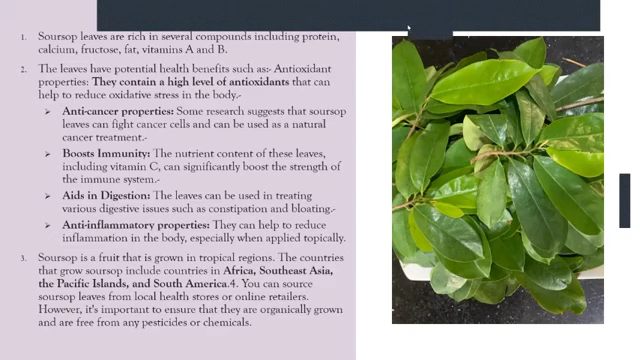 1. Soursop leaves are rich in several compounds including protein,
calcium, fructose, fat, vitamins A and B.
2. The leaves have potential health benefits such as:- Antioxidant
properties: They contain a high level of antioxidants that can
help to reduce oxidative stress in the body.-
➢ Anti-cancer properties: Some research suggests that soursop
leaves can fight cancer cells and can be used as a natural
cancer treatment.-
➢ Boosts Immunity: The nutrient content of these leaves,
including vitamin C, can significantly boost the strength of
the immune system.-
➢ Aids in Digestion: The leaves can be used in treating
various digestive issues such as constipation and bloating.-
➢ Anti-inflammatory properties: They can help to reduce
inflammation in the body, especially when applied topically.
3. Soursop is a fruit that is grown in tropical regions. The countries
that grow soursop include countries in Africa, Southeast Asia,
the Pacific Islands, and South America.4. You can source
soursop leaves from local health stores or online retailers.
However, it's important to ensure that they are organically grown
and are free from any pesticides or chemicals.